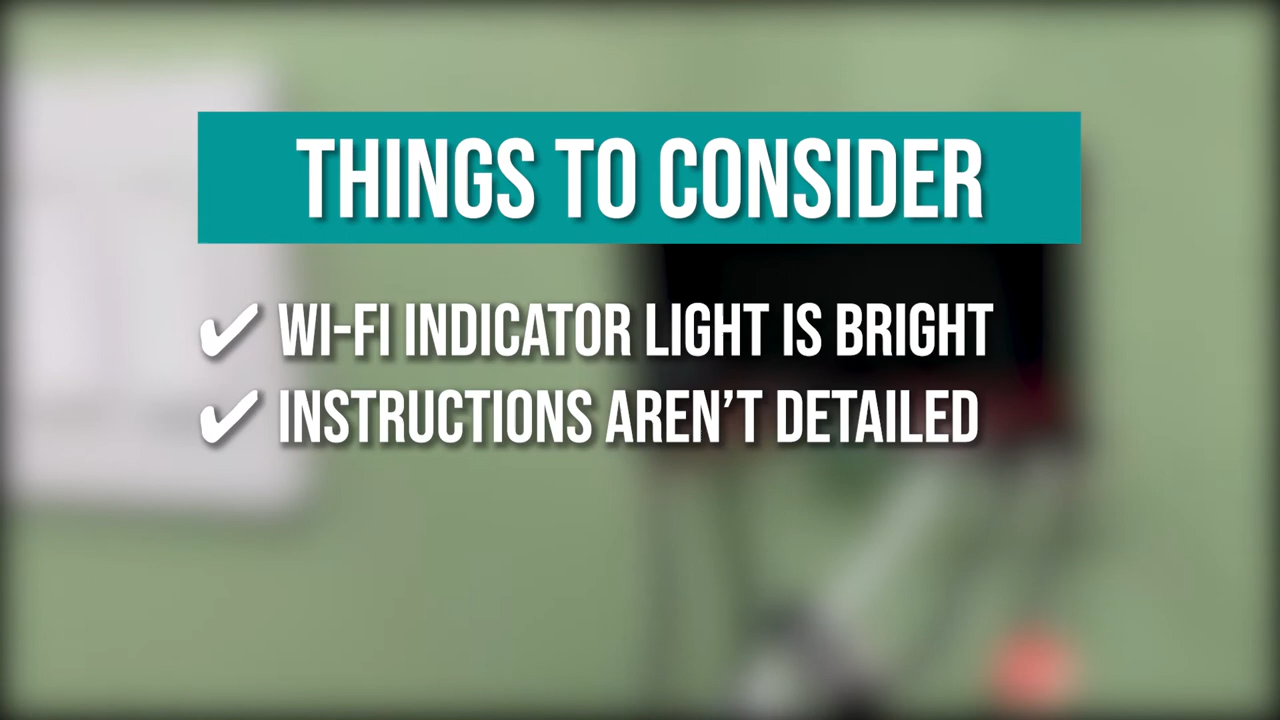 THINGS TO CONSIDER
✔ WI-FI INDICATOR LIGHT IS BRIGHT
✔ INSTRUCTIONS AREN’T DETAILED